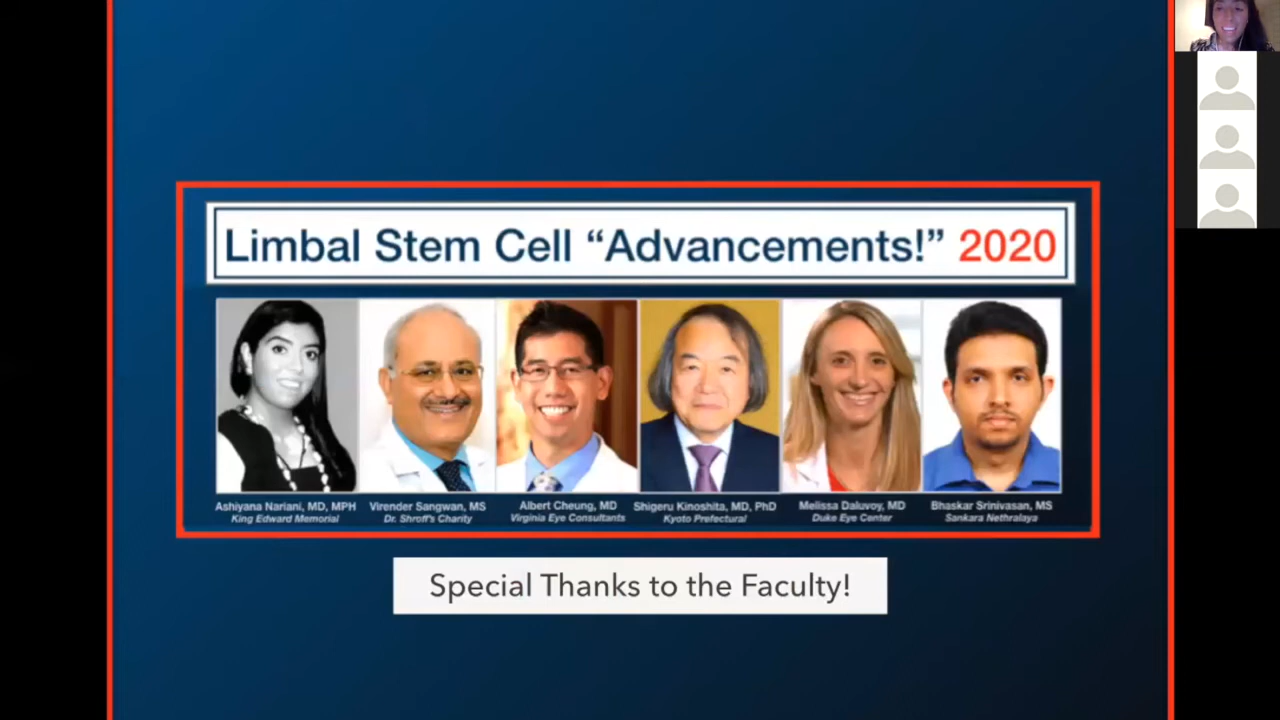 Limbal Stem Cell “Advancements!” 2020
Ashiyana Nariani, MD, MPH
King Edward Memorial
Virender Sangwan, MS
Dr. Shroff's Charity
Albert Cheung, MD
Virginia Eye Consultants
Shigeru Kinoshita, MD, PhD
Kyoto Prefectural
Melissa Daluvoy, MD
Duke Eye Center
Bhaskar Srinivasan, MS
Sankara Nethralaya
Special Thanks to the Faculty!